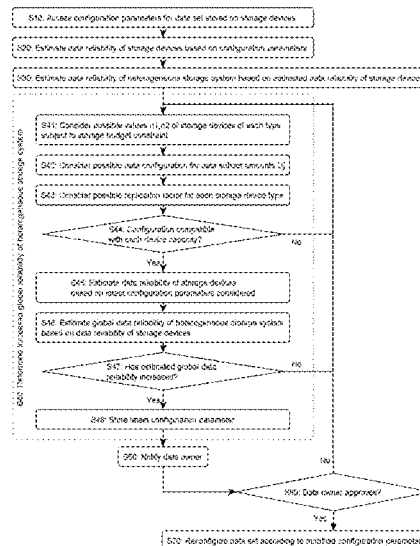 S10: Access configuration parameters for data set stored on storage devices
S20: Estimate data reliability of storage devices based on configuration parameters
S30: Estimate data reliability of heterogeneous storage system based on estimated data reliability of storage device
Determine increased global reliability of heterogeneous storage system
S41: Consider possible values of storage devices of each type
subject to storage budget constraint
S42: Consider possible data configuration for data subset amounts
S43: Consider possible replication factor for each storage device type
S44: Configuration compatible
with each device capacity?
No
Yes
S45: Estimate data reliability of storage devices
based on latest configuration parameters considered
S46: Estimate global data reliability of heterogeneous storage system
based on data reliability of storage devices
S47: Has estimated global data
reliability increased?
No
Yes
S48: Store latest configuration parameter
S50: Notify data owner
No
Data owner approves?
Yes
S70: Reconfigure data set according to modified configuration parameter